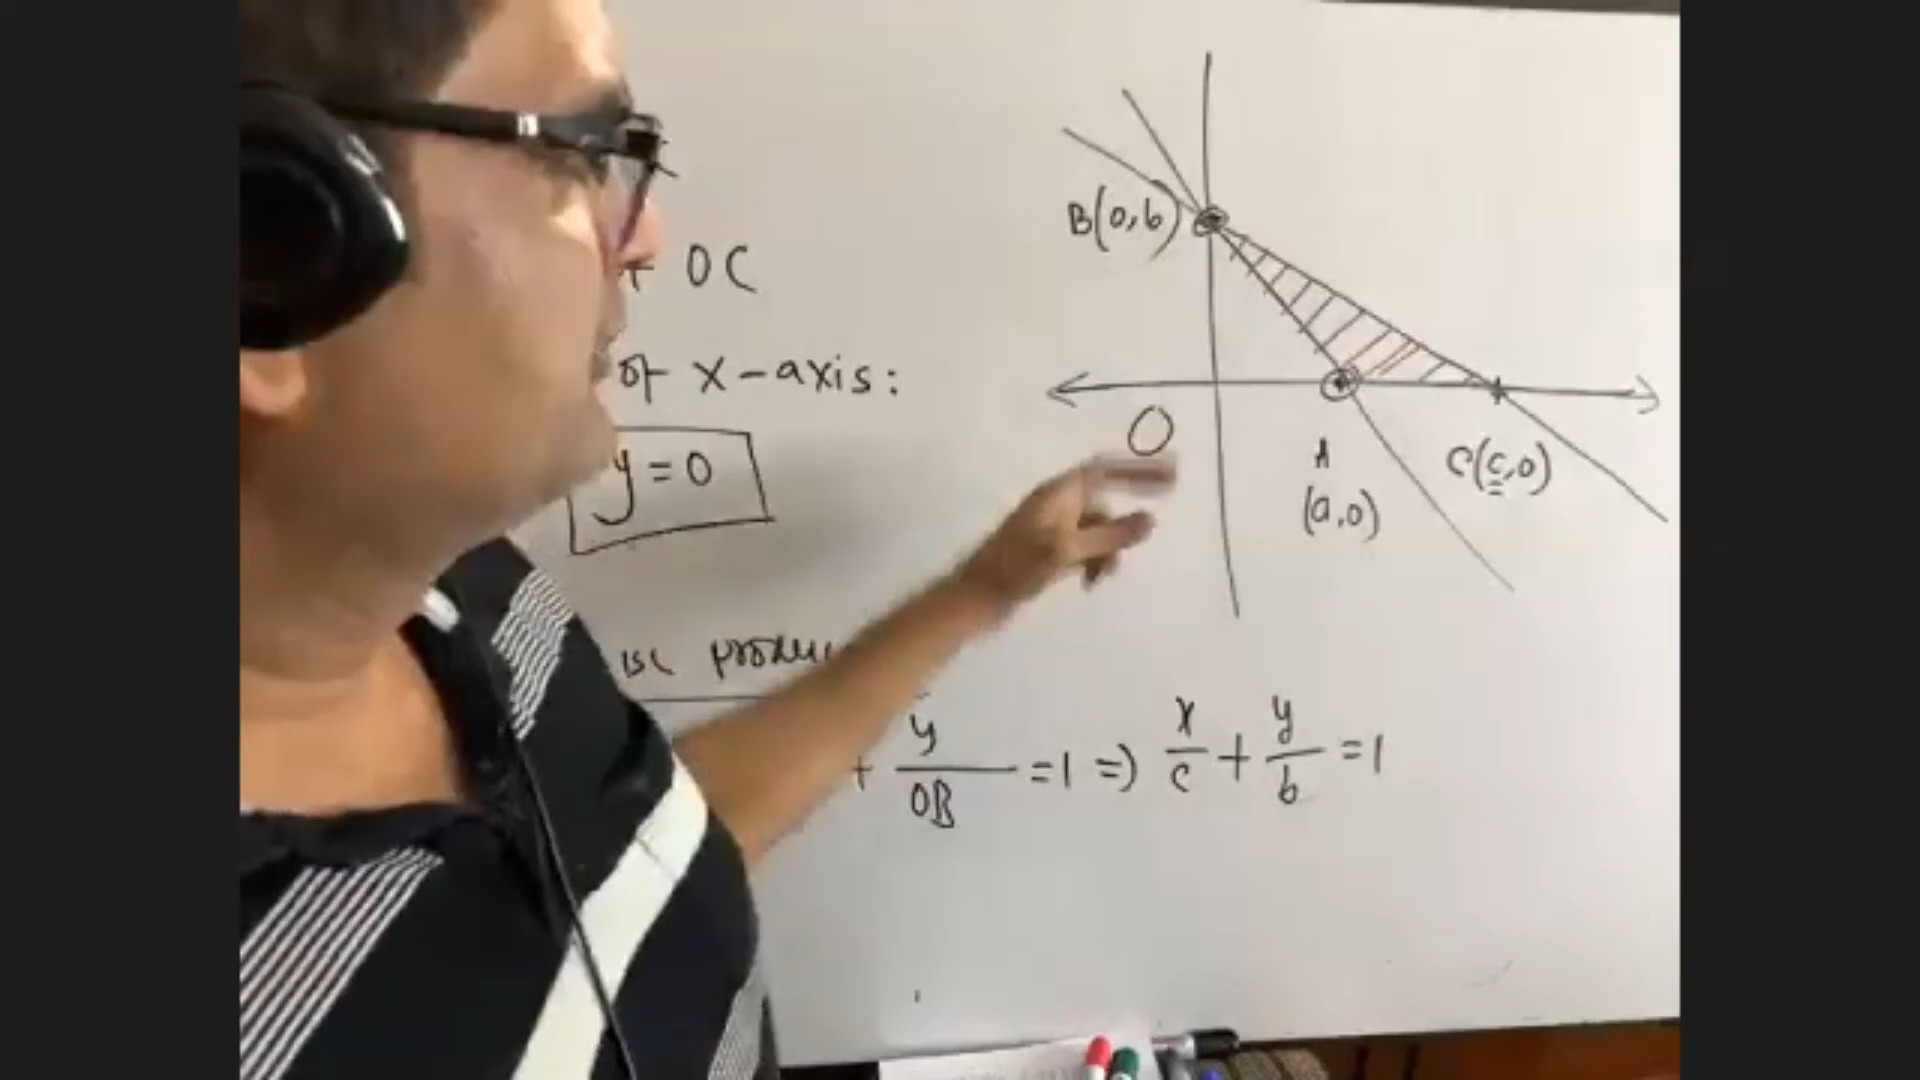 B(0,b)
+ OC
of X-axis:
y=0
O
A
(a,0)
C(c,0)
+ y/OB =1 => x/c + y/b =1